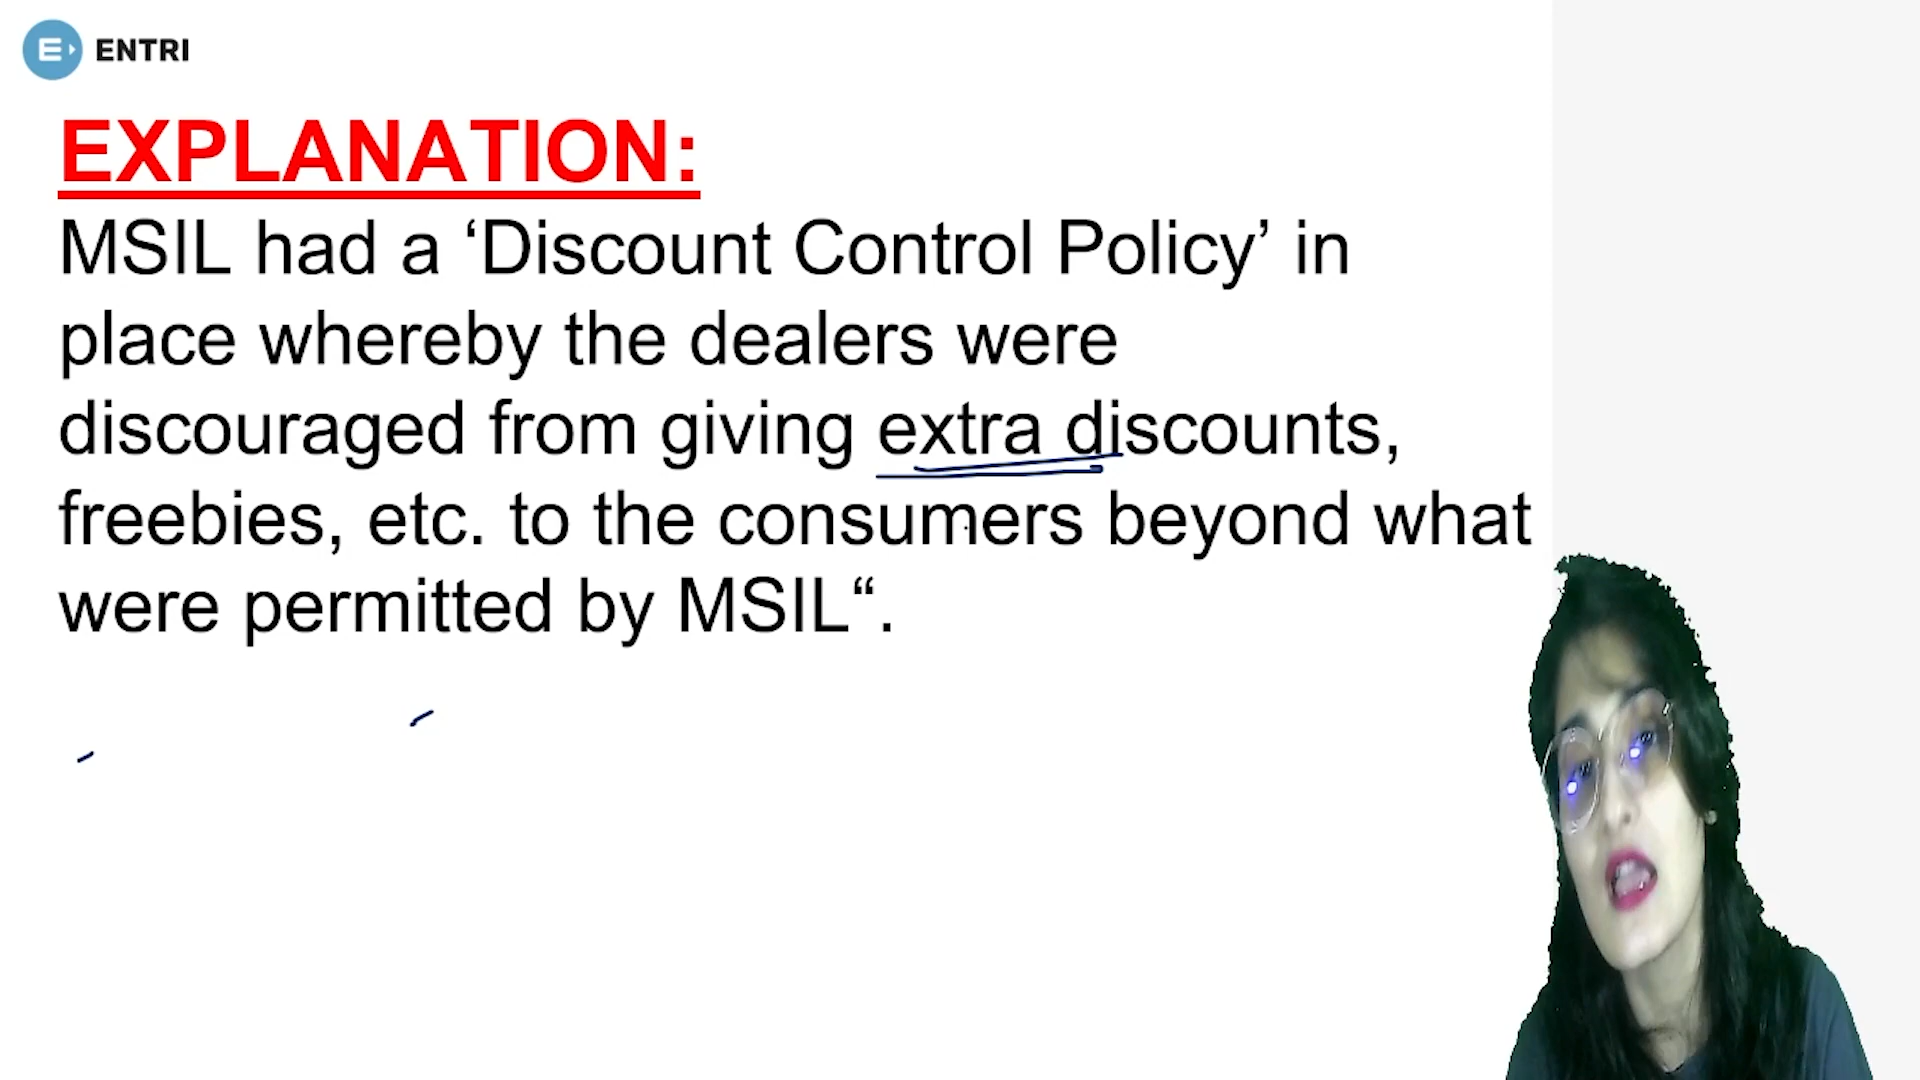 ENTRI
EXPLANATION:
MSIL had a ‘Discount Control Policy’ in
place whereby the dealers were
discouraged from giving extra discounts,
freebies, etc. to the consumers beyond what
were permitted by MSIL“.